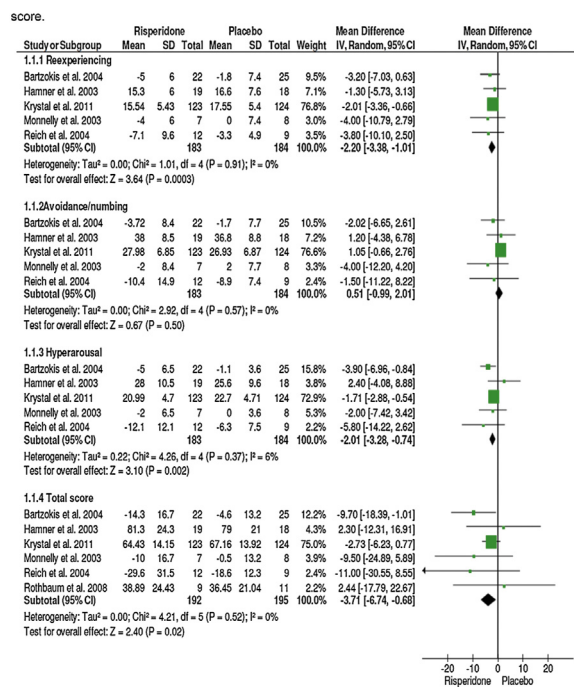 score.
Risperidone Placebo Mean Difference Mean Difference
Study or Subgroup Mean SD Total Mean SD Total Weight IV, Random, 95% CI IV, Random, 95% CI
1.1.1 Reexperiencing
Bartzokis et al. 2004 -5 6 22 -1.8 7.4 25 9.5% -3.20 [-7.03, 0.63]
Hamner et al. 2003 15.3 6 19 16.6 7.6 18 7.2% -1.30 [-5.73, 3.13]
Krystal et al. 2011 15.54 5.43 123 17.55 5.4 124 76.8% -2.01 [-3.36, -0.66]
Monnelly et al. 2003 -4 6 7 0 7.4 8 3.0% -4.00 [-10.79, 2.79]
Reich et al. 2004 -7.1 9.6 12 -3.3 4.9 9 3.5% -3.80 [-10.10, 2.50]
Subtotal (95% CI) 183 184 100.0% -2.20 [-3.38, -1.01]
Heterogeneity: Tau² = 0.00; Chi² = 1.01, df = 4 (P = 0.91); I² = 0%
Test for overall effect: Z = 3.64 (P = 0.0003)
1.1.2Avoidance/numbing
Bartzokis et al. 2004 -3.72 8.4 22 -1.7 7.7 25 10.5% -2.02 [-6.65, 2.61]
Hamner et al. 2003 38 8.5 19 36.8 8.8 18 7.2% 1.20 [-4.38, 6.78]
Krystal et al. 2011 27.98 6.85 123 26.93 6.87 124 76.6% 1.05 [-0.66, 2.76]
Monnelly et al. 2003 -2 8.4 7 2 7.7 8 3.3% -4.00 [-12.20, 4.20]
Reich et al. 2004 -10.4 14.9 12 -8.9 7.4 9 2.4% -1.50 [-11.22, 8.22]
Subtotal (95% CI) 183 184 100.0% 0.51 [-0.99, 2.01]
Heterogeneity: Tau² = 0.00; Chi² = 2.92, df = 4 (P = 0.57); I² = 0%
Test for overall effect: Z = 0.67 (P = 0.50)
1.1.3 Hyperarousal
Bartzokis et al. 2004 -5 6.5 22 -1.1 3.6 25 15.8% -3.90 [-6.96, -0.84]
Hamner et al. 2003 28 10.5 19 25.6 9.6 18 3.7% 2.40 [-4.08, 8.88]
Krystal et al. 2011 20.99 4.7 123 22.7 4.71 124 73.1% -1.71 [-2.88, -0.54]
Monnelly et al. 2003 -2 6.5 7 0 3.6 8 5.3% -2.00 [-7.42, 3.42]
Reich et al. 2004 -12.1 12.1 12 -6.3 7.5 9 2.2% -5.80 [-14.22, 2.62]
Subtotal (95% CI) 183 184 100.0% -2.01 [-3.28, -0.74]
Heterogeneity: Tau² = 0.22; Chi² = 4.26, df = 4 (P = 0.37); I² = 6%
Test for overall effect: Z = 3.10 (P = 0.002)
1.1.4 Total score
Bartzokis et al. 2004 -14.3 16.7 22 -4.6 13.2 25 12.2% -9.70 [-18.39, -1.01]
Hamner et al. 2003 81.3 24.3 19 79 21 18 4.3% 2.30 [-12.31, 16.91]
Krystal et al. 2011 64.43 14.15 123 67.16 13.92 124 75.1% -2.73 [-6.23, 0.77]
Monnelly et al. 2003 -10 16.7 7 -0.5 13.2 8 3.9% -9.50 [-24.89, 5.89]
Reich et al. 2004 -29.6 31.5 12 -18.6 12.3 9 2.4% -11.00 [-30.55, 8.55]
Rothbaum et al. 2008 38.89 24.43 9 36.45 21.04 11 2.2% 2.44 [-17.79, 22.67]
Subtotal (95% CI) 192 195 100.0% -3.71 [-6.74, -0.68]
Heterogeneity: Tau² = 0.00; Chi² = 4.21, df = 5 (P = 0.52); I² = 0%
Test for overall effect: Z = 2.40 (P = 0.02)
-20 -10 0 10 20
Risperidone Placebo